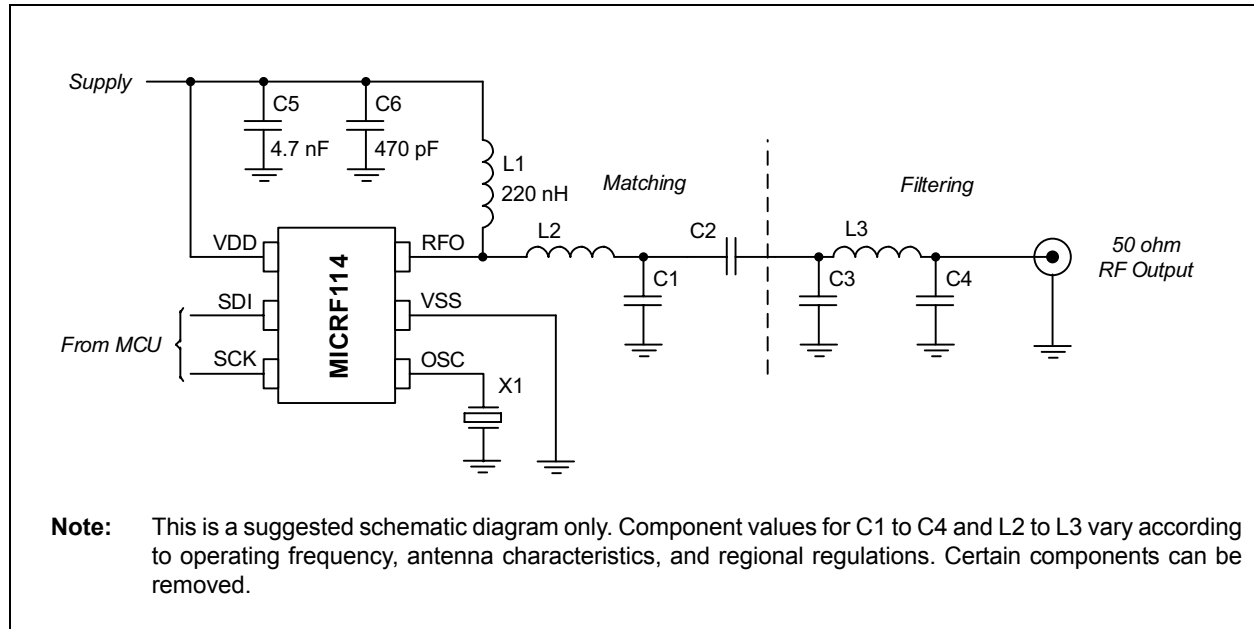 Supply
C5
C6
4.7 nF
470 pF
L1
220 nH
Matching
Filtering
L2
C2
L3
VDD
RFO
C1
C3
C4
50 ohm
RF Output
MICRF114
SDI
VSS
From MCU
SCK
OSC
X1
Note: This is a suggested schematic diagram only. Component values for C1 to C4 and L2 to L3 vary according
to operating frequency, antenna characteristics, and regional regulations. Certain components can be
removed.